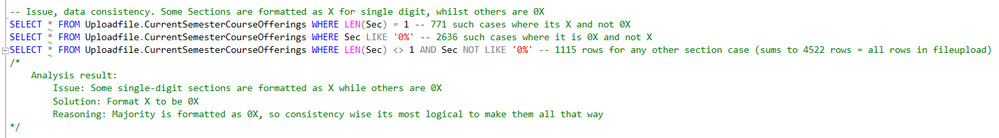 -- Issue, data consistency. Some Sections are formatted as X for single digit, whilst others are 0X
SELECT * FROM Uploadfile.CurrentSemesterCourseOfferings WHERE LEN(Sec) = 1 -- 771 such cases where its X and not 0X
SELECT * FROM Uploadfile.CurrentSemesterCourseOfferings WHERE Sec LIKE '0%' -- 2636 such cases where it is 0X and not X
SELECT * FROM Uploadfile.CurrentSemesterCourseOfferings WHERE LEN(Sec) <> 1 AND Sec NOT LIKE '0%' -- 1115 rows for any other section case (sums to 4522 rows = all rows in fileupload)
/*
    Analysis result:
        Issue: Some single-digit sections are formatted as X while others are 0X
        Solution: Format X to be 0X
        Reasoning: Majority is formatted as 0X, so consistency wise its most logical to make them all that way
*/